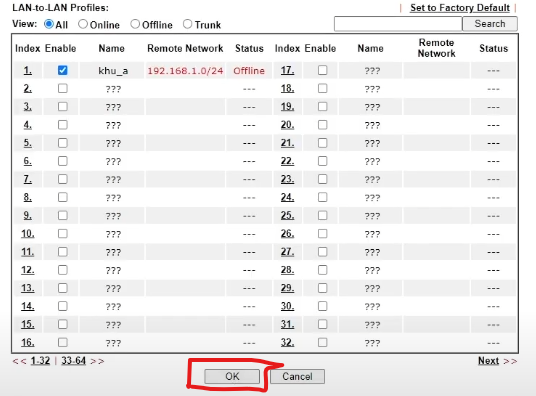 LAN-to-LAN Profiles: | Set to Factory Default |
View: All Online Offline Trunk Search
Index Enable Name Remote Network Status Index Enable Name Remote Network Status
1. khu_a 192.168.1.0/24 Offline 17. ??? ---
2. ??? --- 18. ??? ---
3. ??? --- 19. ??? ---
4. ??? --- 20. ??? ---
5. ??? --- 21. ??? ---
6. ??? --- 22. ??? ---
7. ??? --- 23. ??? ---
8. ??? --- 24. ??? ---
9. ??? --- 25. ??? ---
10. ??? --- 26. ??? ---
11. ??? --- 27. ??? ---
12. ??? --- 28. ??? ---
13. ??? --- 29. ??? ---
14. ??? --- 30. ??? ---
15. ??? --- 31. ??? ---
16. ??? --- 32. ??? ---
<< 1-32 | 33-64 >> Next >>
OK Cancel